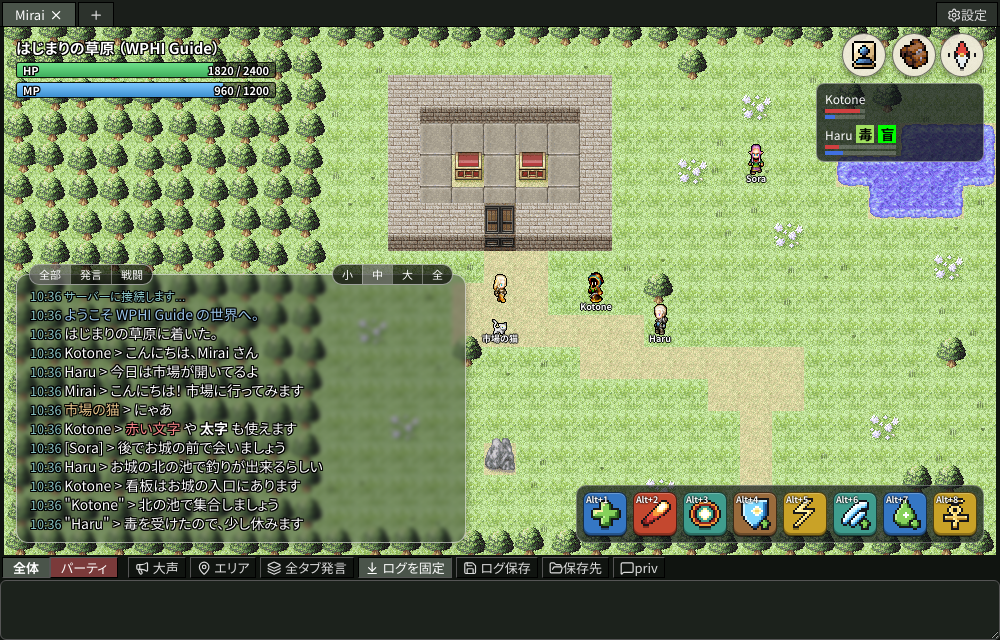 Mirai × ＋ 設定
はじまりの草原 (WPHI Guide)
HP 1820 / 2400
MP 960 / 1200
Kotone
Haru 毒 盲
Sora
Kotone
市場の猫
Haru
全部 発言 戦闘 小 中 大 全
10:36 サーバーに接続します...
10:36 ようこそ WPHI Guide の世界へ。
10:36 はじまりの草原に着いた。
10:36 Kotone > こんにちは、Mirai さん
10:36 Haru > 今日は市場が開いてるよ
10:36 Mirai > こんにちは！ 市場に行ってみます
10:36 市場の猫 > にゃあ
10:36 Kotone > 赤い文字 や 太字 も使えます
10:36 [Sora] > 後でお城の前で会いましょう
10:36 Haru > お城の北の池で釣りが出来るらしい
10:36 Kotone > 看板はお城の入口にあります
10:36 "Kotone" > 北の池で集合しましょう
10:36 "Haru" > 毒を受けたので、少し休みます
Alt+1 Alt+2 Alt+3 Alt+4 Alt+5 Alt+6 Alt+7 Alt+8
全体 パーティ 大声 エリア 全タブ発言 ログを固定 ログ保存 保存先 priv